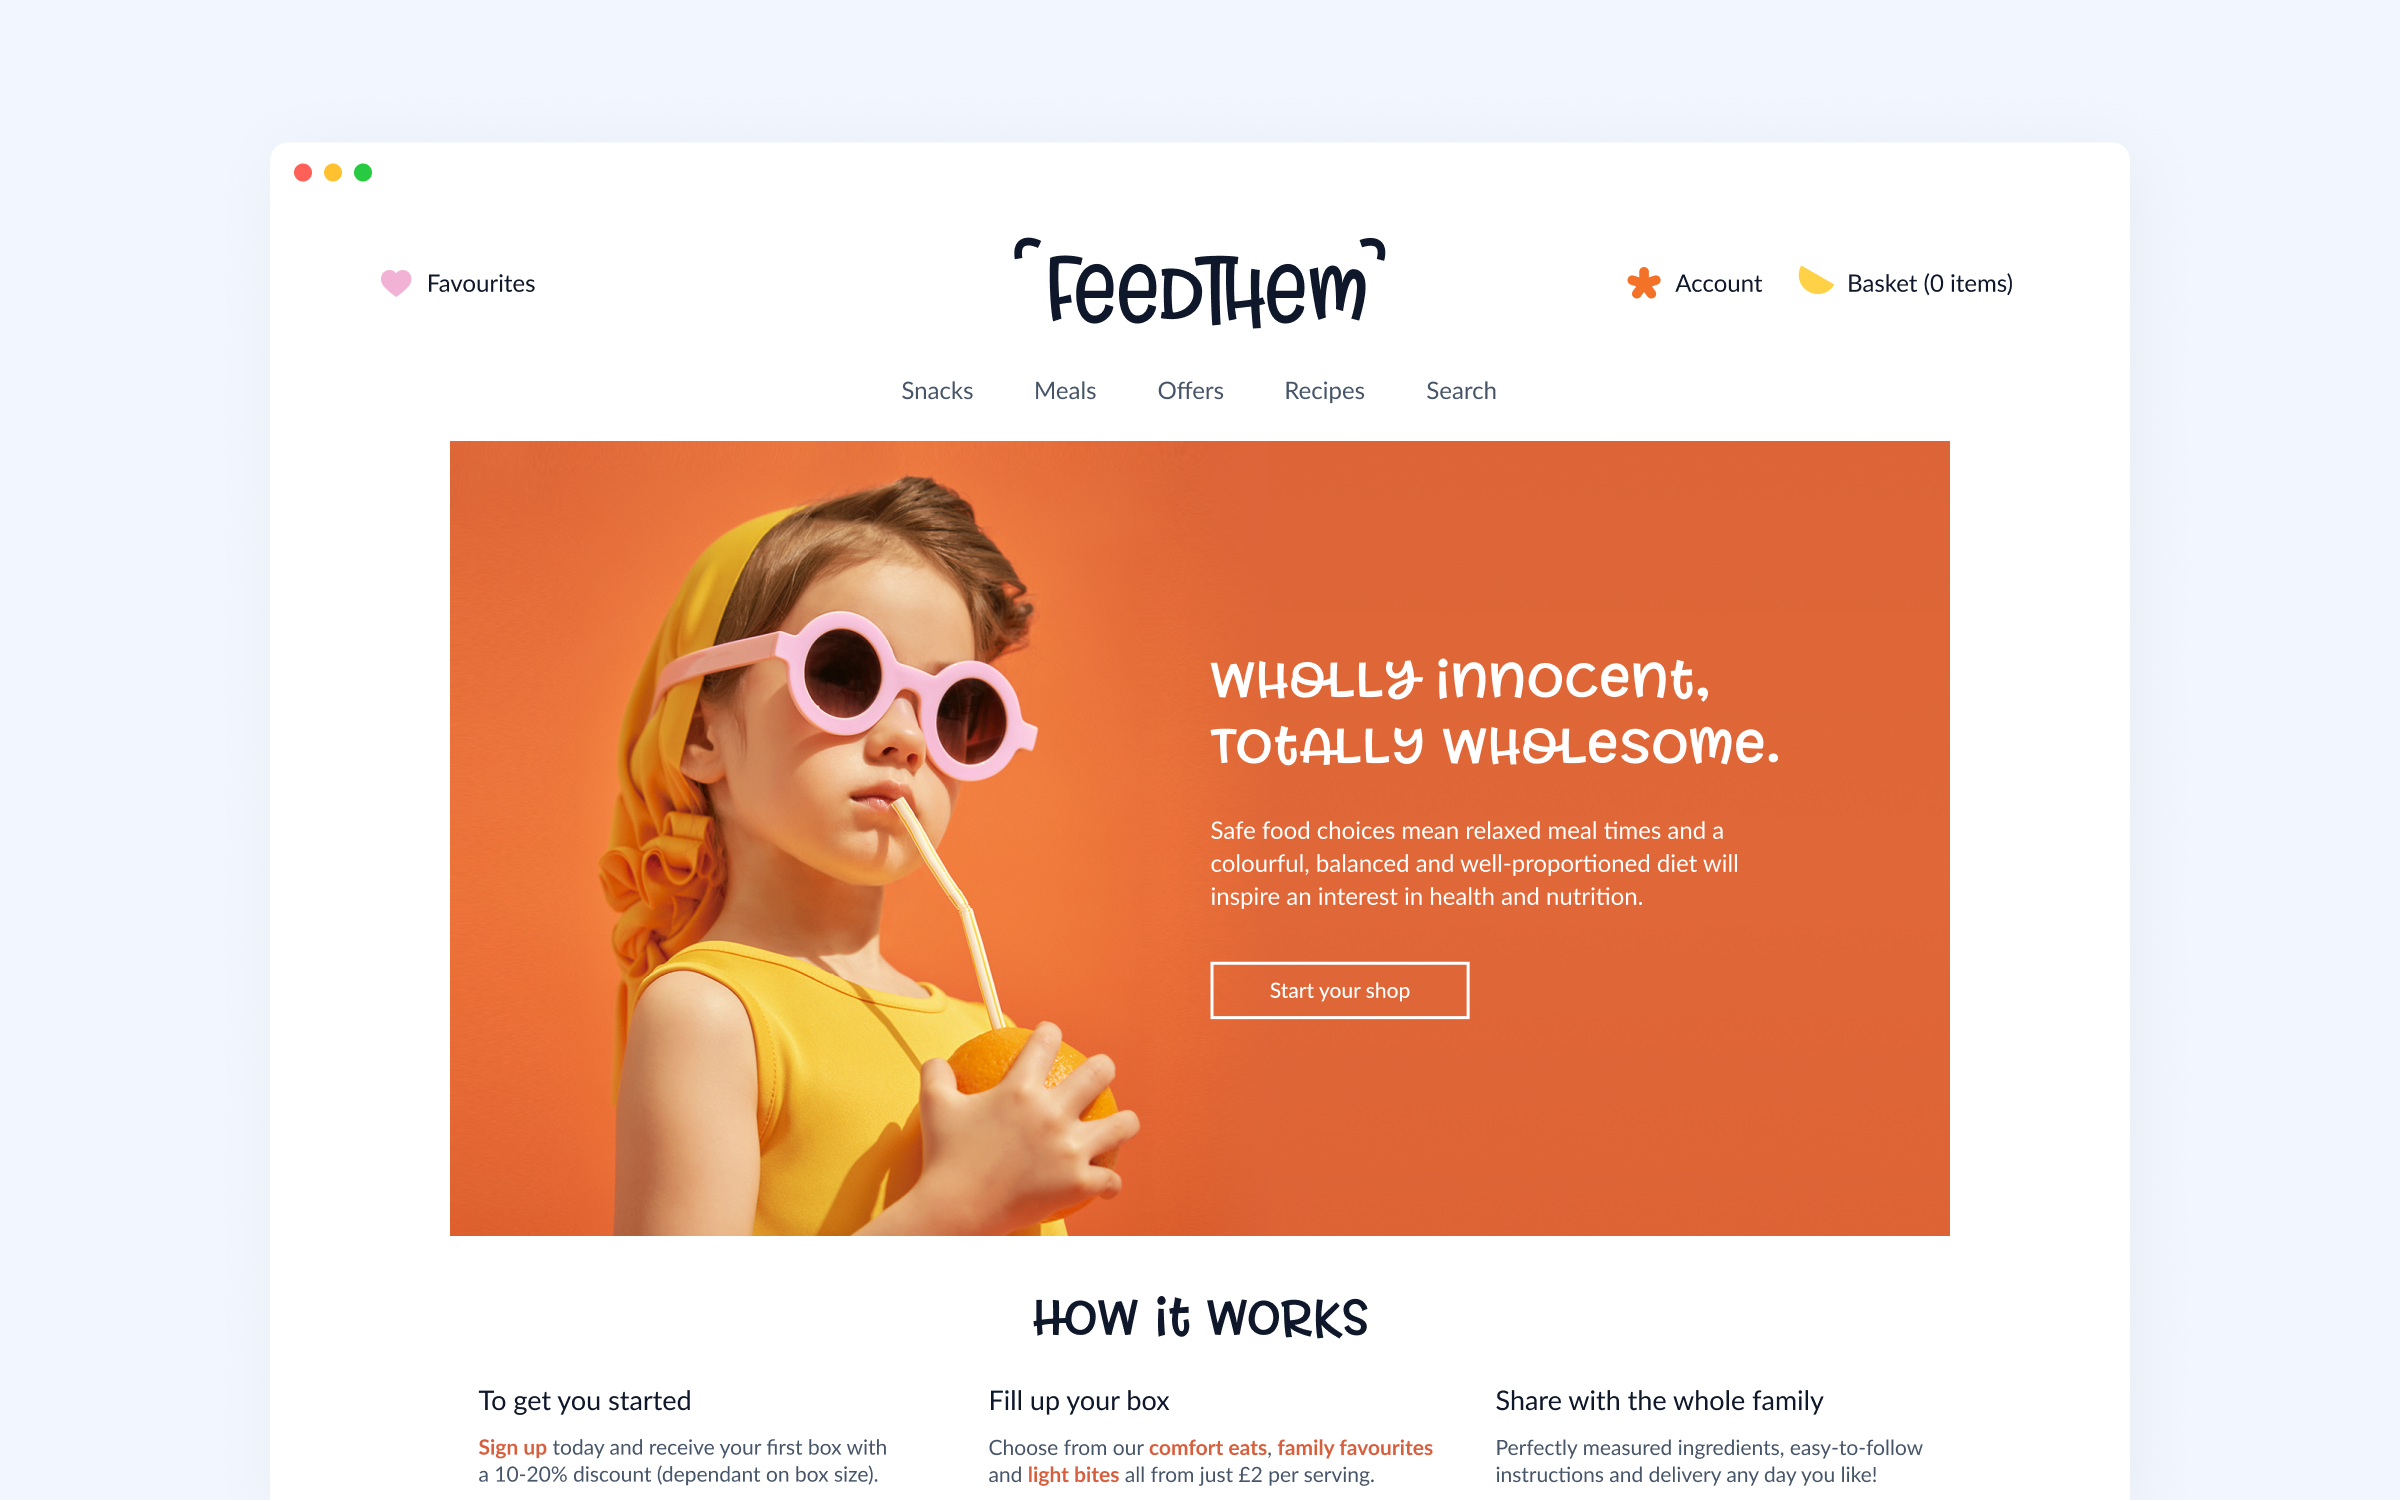 Favourites
FeedThem
Account
Basket (0 items)
Snacks
Meals
Offers
Recipes
Search
WHOLLY innocent,
TOtALLY WHOLesome.
Safe food choices mean relaxed meal times and a
colourful, balanced and well-proportioned diet will
inspire an interest in health and nutrition.
Start your shop
HOW it WORKS
To get you started
Sign up today and receive your first box with
a 10-20% discount (dependant on box size).
Fill up your box
Choose from our comfort eats, family favourites
and light bites all from just £2 per serving.
Share with the whole family
Perfectly measured ingredients, easy-to-follow
instructions and delivery any day you like!